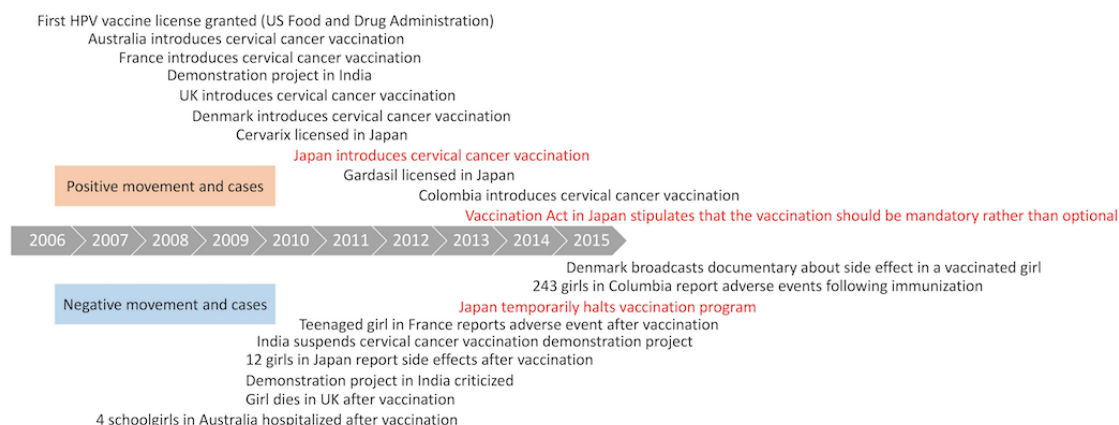 First HPV vaccine license granted (US Food and Drug Administration)
Australia introduces cervical cancer vaccination
France introduces cervical cancer vaccination
Demonstration project in India
UK introduces cervical cancer vaccination
Denmark introduces cervical cancer vaccination
Cervarix licensed in Japan
Japan introduces cervical cancer vaccination
Gardasil licensed in Japan
Positive movement and cases
Colombia introduces cervical cancer vaccination
Vaccination Act in Japan stipulates that the vaccination should be mandatory rather than optional
2006 2007 2008 2009 2010 2011 2012 2013 2014 2015
Denmark broadcasts documentary about side effect in a vaccinated girl
243 girls in Columbia report adverse events following immunization
Negative movement and cases
Japan temporarily halts vaccination program
Teenaged girl in France reports adverse event after vaccination
India suspends cervical cancer vaccination demonstration project
12 girls in Japan report side effects after vaccination
Demonstration project in India criticized
Girl dies in UK after vaccination
4 schoolgirls in Australia hospitalized after vaccination